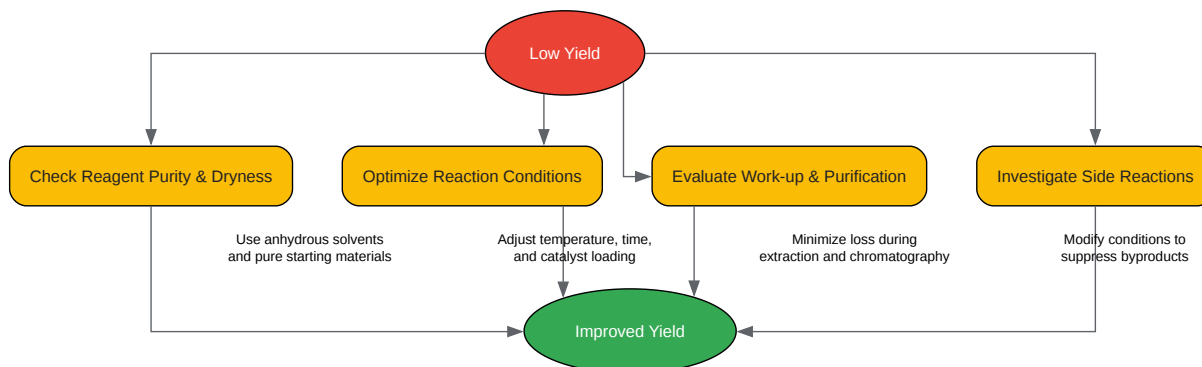 Low Yield
Check Reagent Purity & Dryness
Optimize Reaction Conditions
Evaluate Work-up & Purification
Investigate Side Reactions
Use anhydrous solvents
and pure starting materials
Adjust temperature, time,
and catalyst loading
Minimize loss during
extraction and chromatography
Modify conditions to
suppress byproducts
Improved Yield